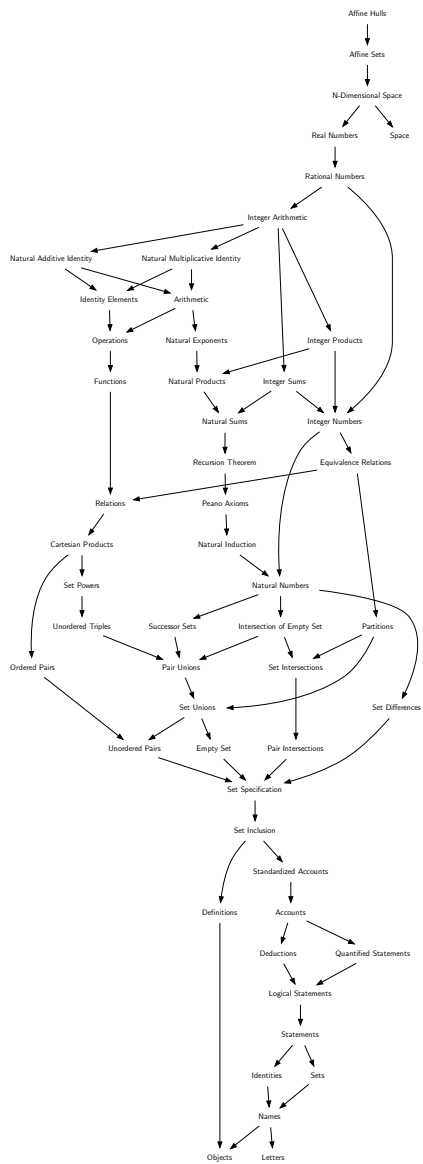 Affine Hulls
Affine Sets
N-Dimensional Space
Real Numbers
Space
Rational Numbers
Integer Arithmetic
Natural Additive Identity
Natural Multiplicative Identity
Identity Elements
Arithmetic
Operations
Natural Exponents
Integer Products
Functions
Natural Products
Integer Sums
Natural Sums
Integer Numbers
Recursion Theorem
Equivalence Relations
Relations
Peano Axioms
Cartesian Products
Natural Induction
Set Powers
Natural Numbers
Unordered Triples
Successor Sets
Intersection of Empty Set
Partitions
Ordered Pairs
Pair Unions
Set Intersections
Set Unions
Set Differences
Unordered Pairs
Empty Set
Pair Intersections
Set Specification
Set Inclusion
Standardized Accounts
Definitions
Accounts
Deductions
Quantified Statements
Logical Statements
Statements
Identities
Sets
Names
Objects
Letters